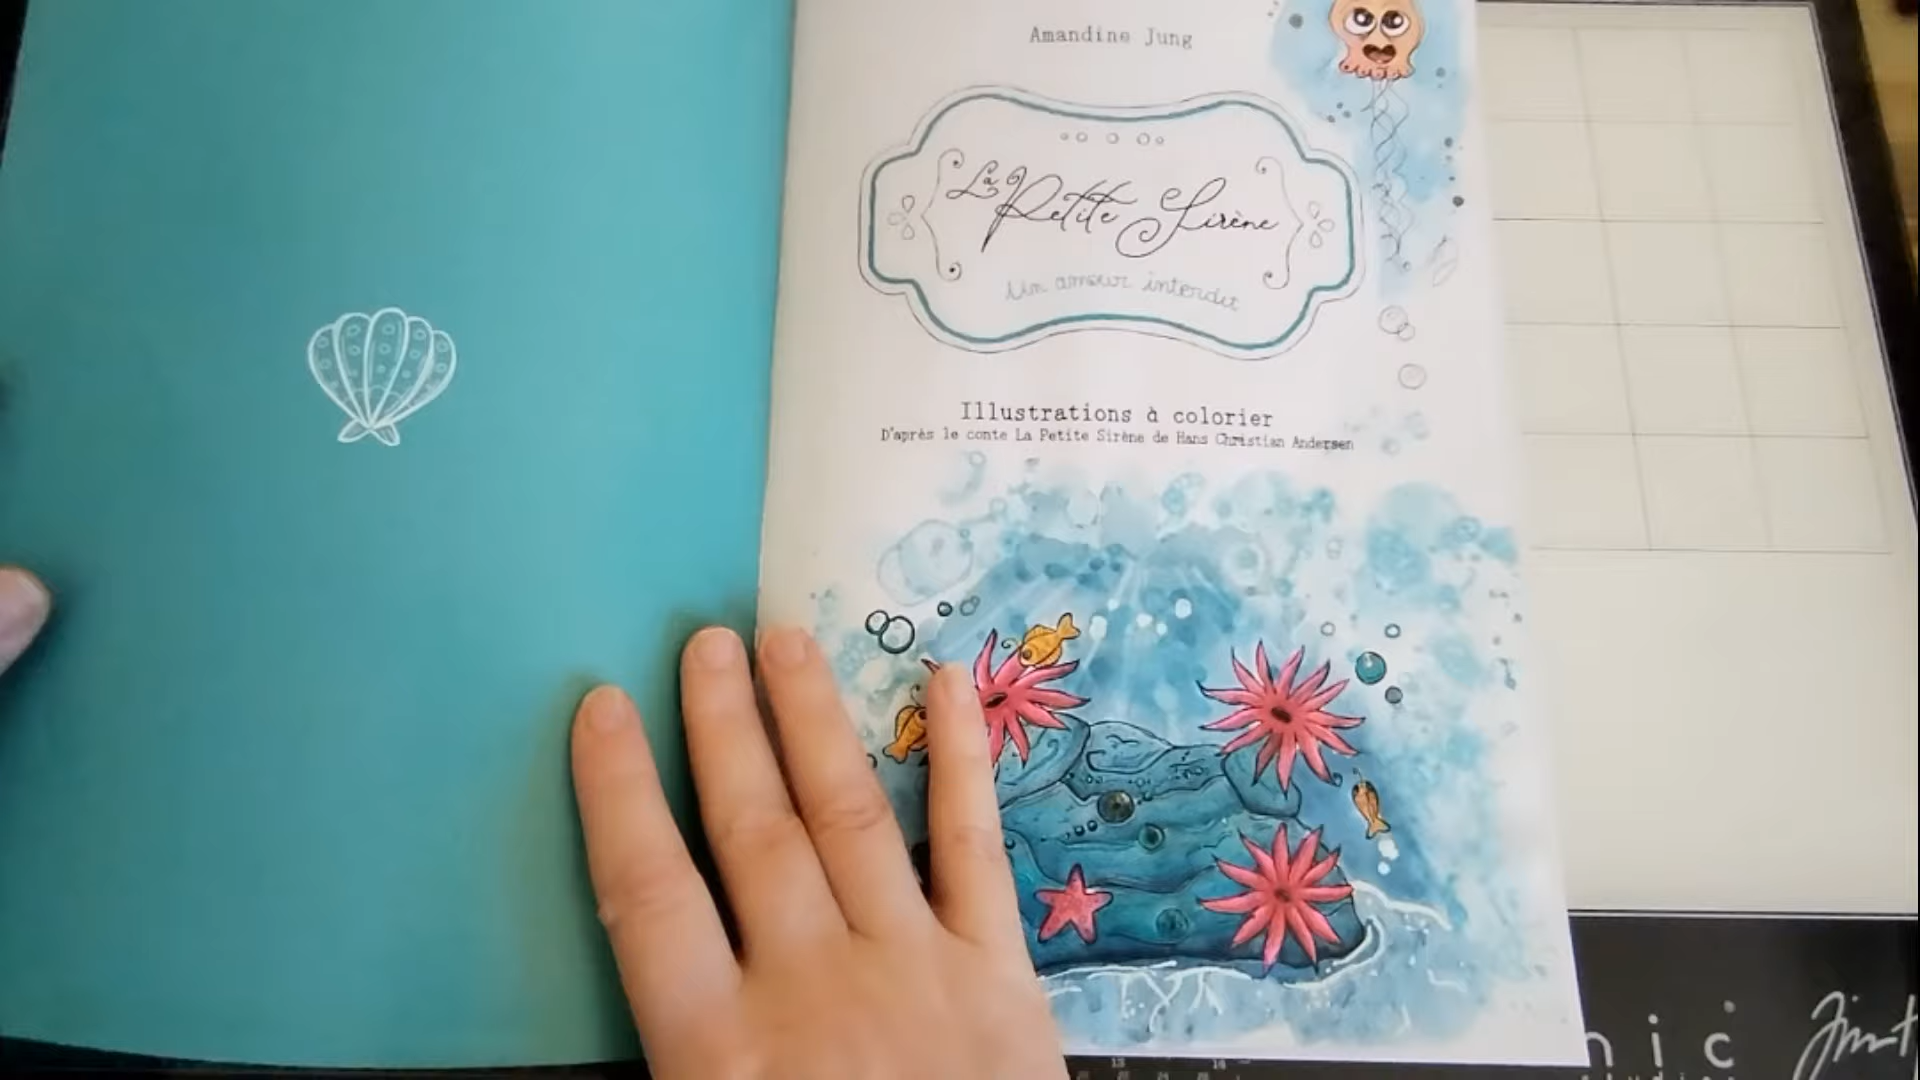 Amandine Jung
La Petite Sirène
Un amour interdit
Illustrations à colorier
D'après le conte La Petite Sirène de Hans Christian Andersen